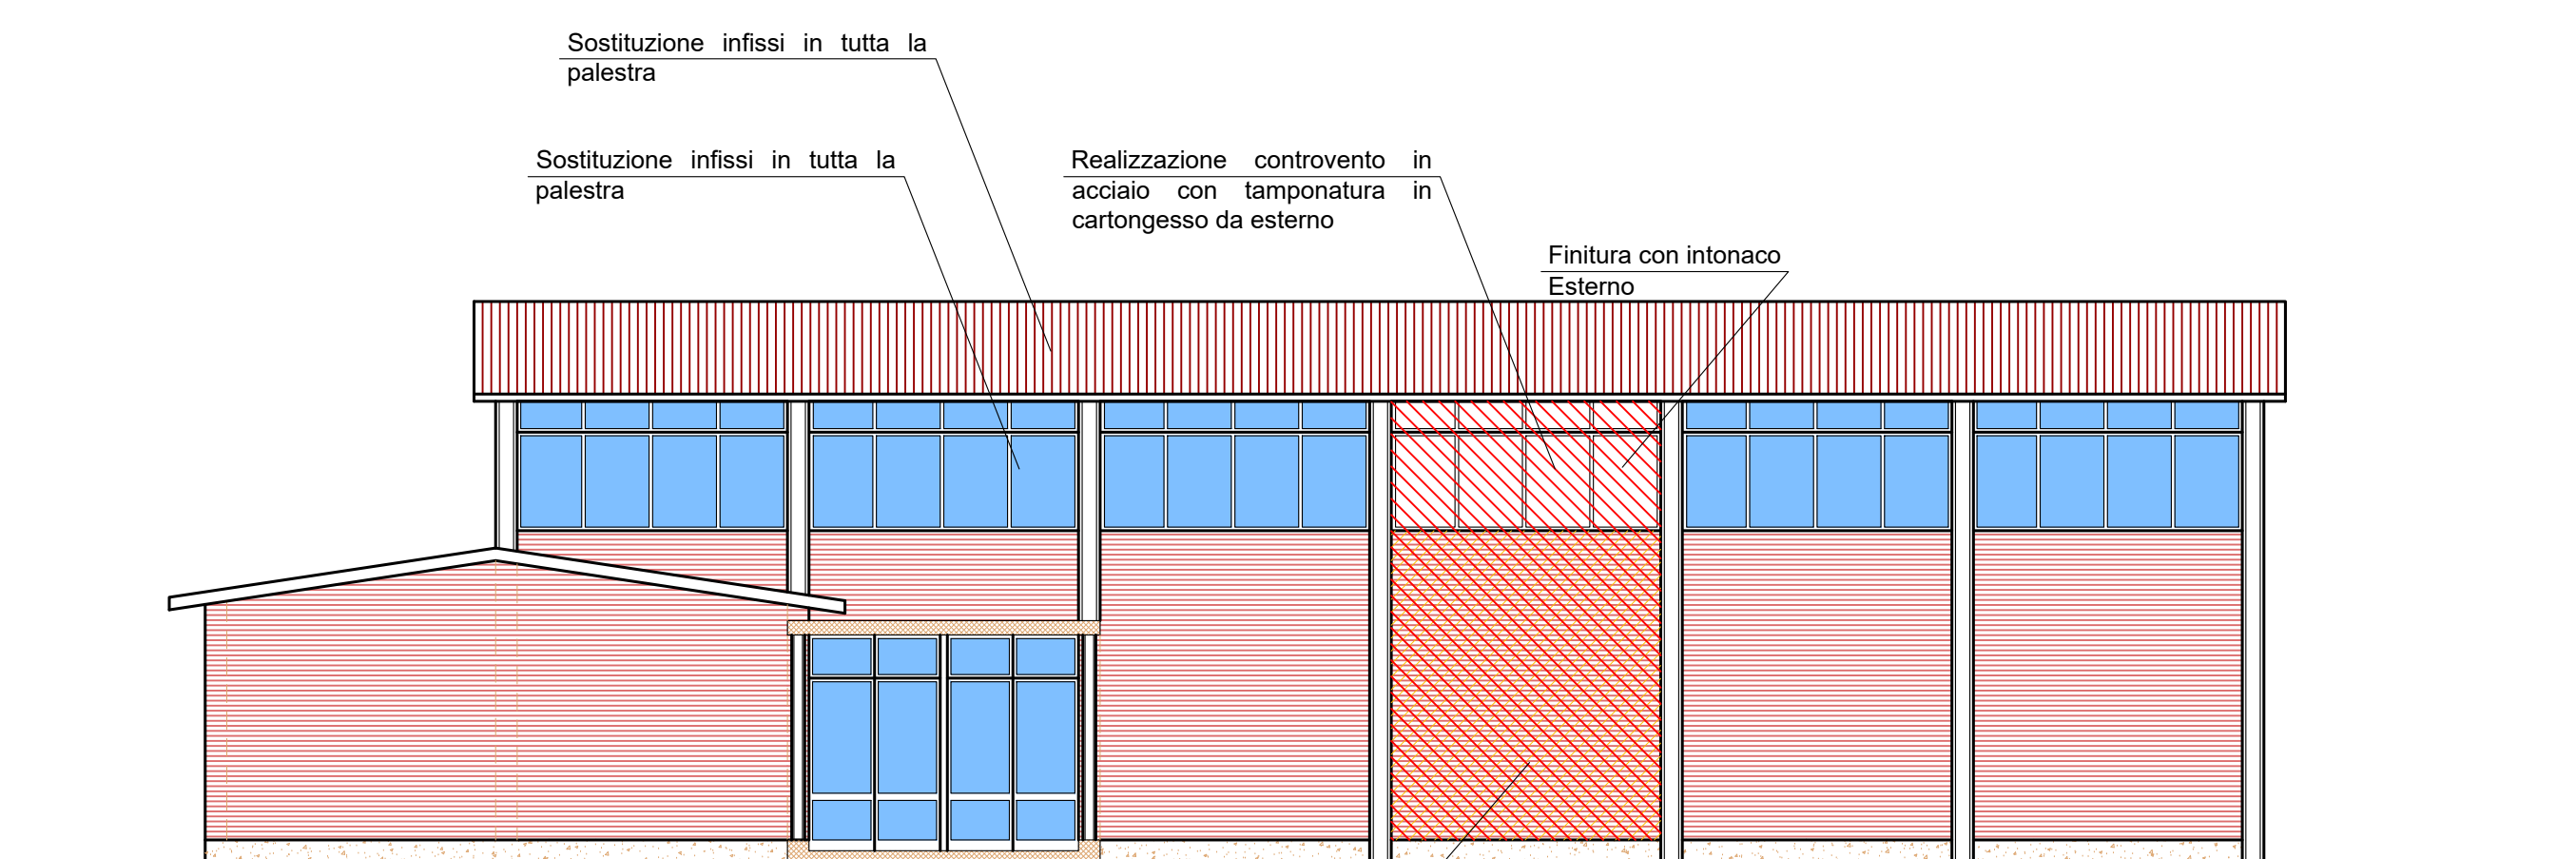 Sostituzione infissi in tutta la
palestra
Sostituzione infissi in tutta la
palestra
Realizzazione controvento in
acciaio con tamponatura in
cartongesso da esterno
Finitura con intonaco
Esterno